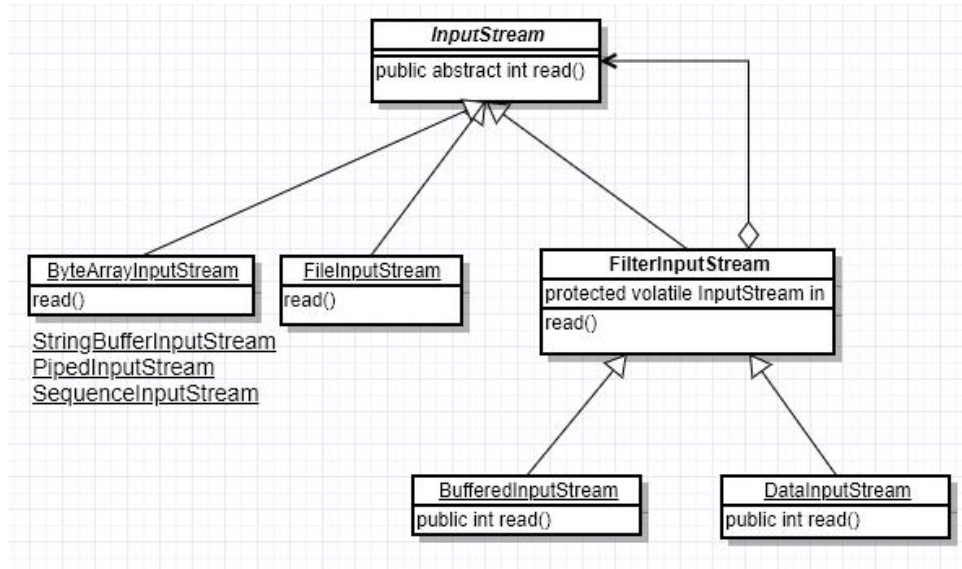 InputStream
public abstract int read()
ByteArrayInputStream
read()
StringBufferInputStream
PipedInputStream
SequenceInputStream
FileInputStream
read()
FilterInputStream
protected volatile InputStream in
read()
BufferedInputStream
public int read()
DataInputStream
public int read()